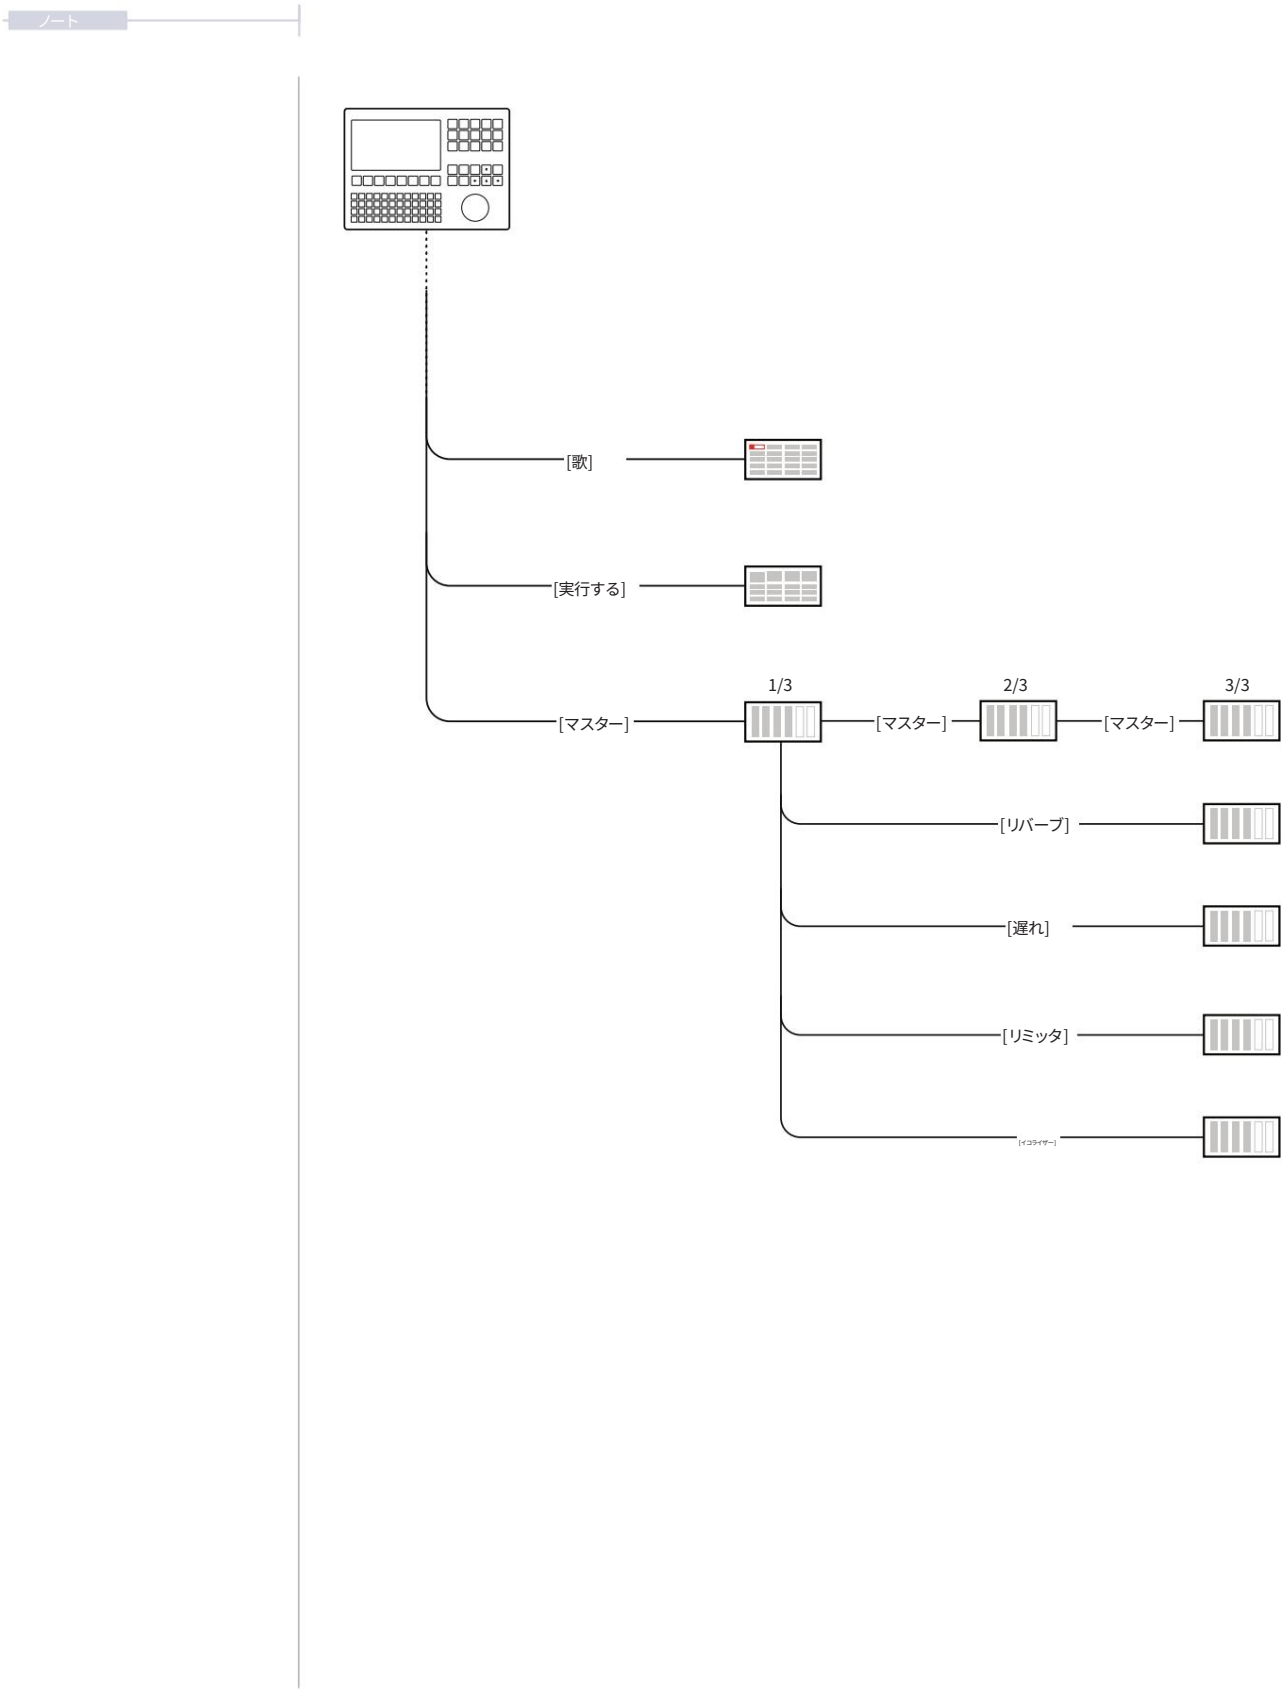 ノート
[歌]
[実行する]
1/3
2/3
3/3
[マスター]
[マスター]
[マスター]
[リバーブ]
[遅れ]
[リミッタ]
[イコライザー]